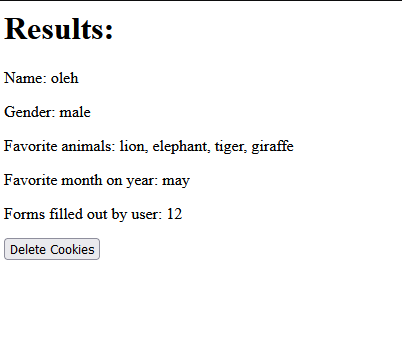 Results:
Name: oleh
Gender: male
Favorite animals: lion, elephant, tiger, giraffe
Favorite month on year: may
Forms filled out by user: 12
Delete Cookies